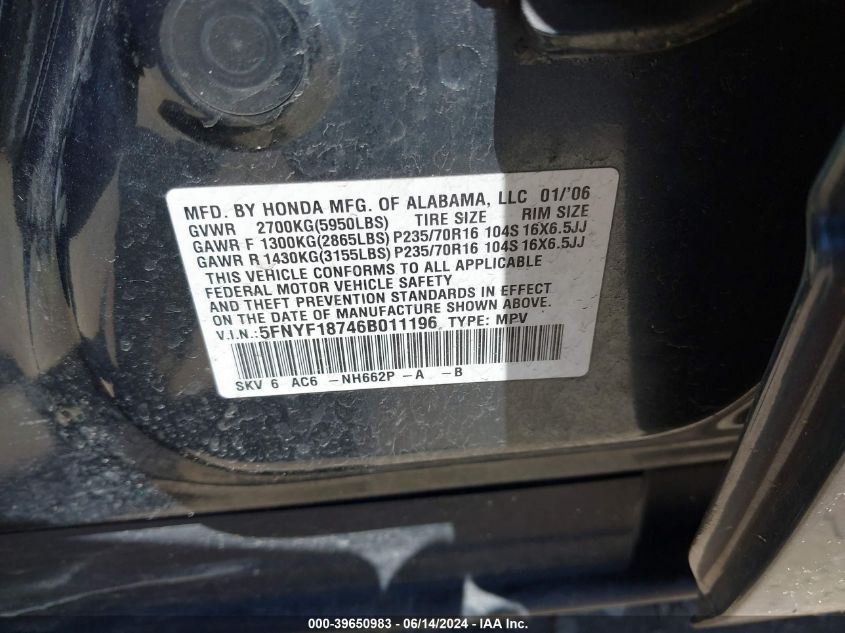 MFD. BY HONDA MFG. OF ALABAMA, LLC 01/'06
GVWR 2700KG(5950LBS) TIRE SIZE RIM SIZE
GAWR F 1300KG(2865LBS) P235/70R16 104S 16X6.5JJ
GAWR R 1430KG(3155LBS) P235/70R16 104S 16X6.5JJ
THIS VEHICLE CONFORMS TO ALL APPLICABLE
FEDERAL MOTOR VEHICLE SAFETY
AND THEFT PREVENTION STANDARDS IN EFFECT
ON THE DATE OF MANUFACTURE SHOWN ABOVE.
V.I.N.:5FNYF18746B011196 TYPE: MPV
SKV 6 AC6 -NH662P -A -B
000-39650983 - 06/14/2024 - IAA Inc.